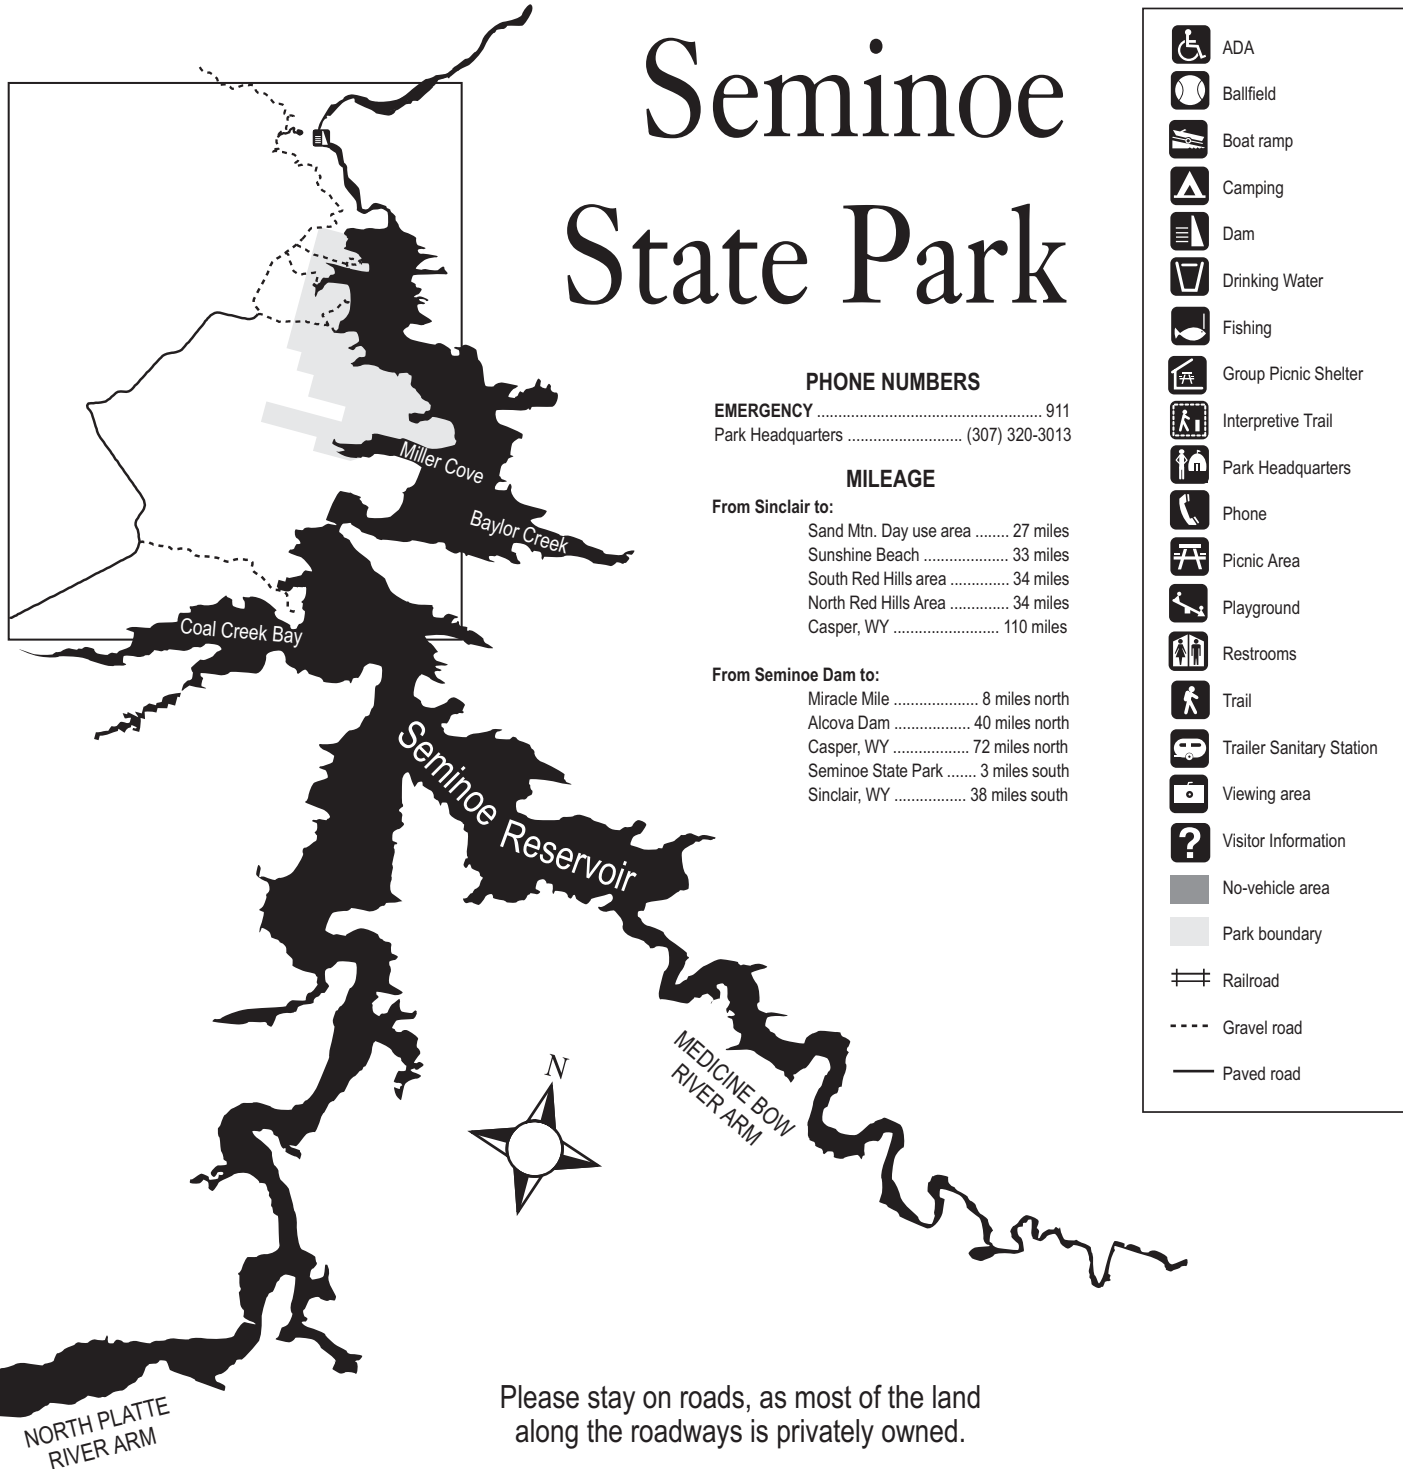 Seminoe
State Park
PHONE NUMBERS
EMERGENCY ..................................................... 911
Park Headquarters ........................... (307) 320-3013
MILEAGE
From Sinclair to:
Sand Mtn. Day use area ........ 27 miles
Sunshine Beach .................... 33 miles
South Red Hills area .............. 34 miles
North Red Hills Area .............. 34 miles
Casper, WY ......................... 110 miles
From Seminoe Dam to:
Miracle Mile .................... 8 miles north
Alcova Dam .................. 40 miles north
Casper, WY .................. 72 miles north
Seminoe State Park ....... 3 miles south
Sinclair, WY ................. 38 miles south
ADA
Ballfield
Boat ramp
Camping
Dam
Drinking Water
Fishing
Group Picnic Shelter
Interpretive Trail
Park Headquarters
Phone
Picnic Area
Playground
Restrooms
Trail
Trailer Sanitary Station
Viewing area
? Visitor Information
No-vehicle area
Park boundary
Railroad
Gravel road
Paved road
Miller Cove
Baylor Creek
Coal Creek Bay
Seminoe Reservoir
MEDICINE BOW
RIVER ARM
N
NORTH PLATTE
RIVER ARM
Please stay on roads, as most of the land
along the roadways is privately owned.